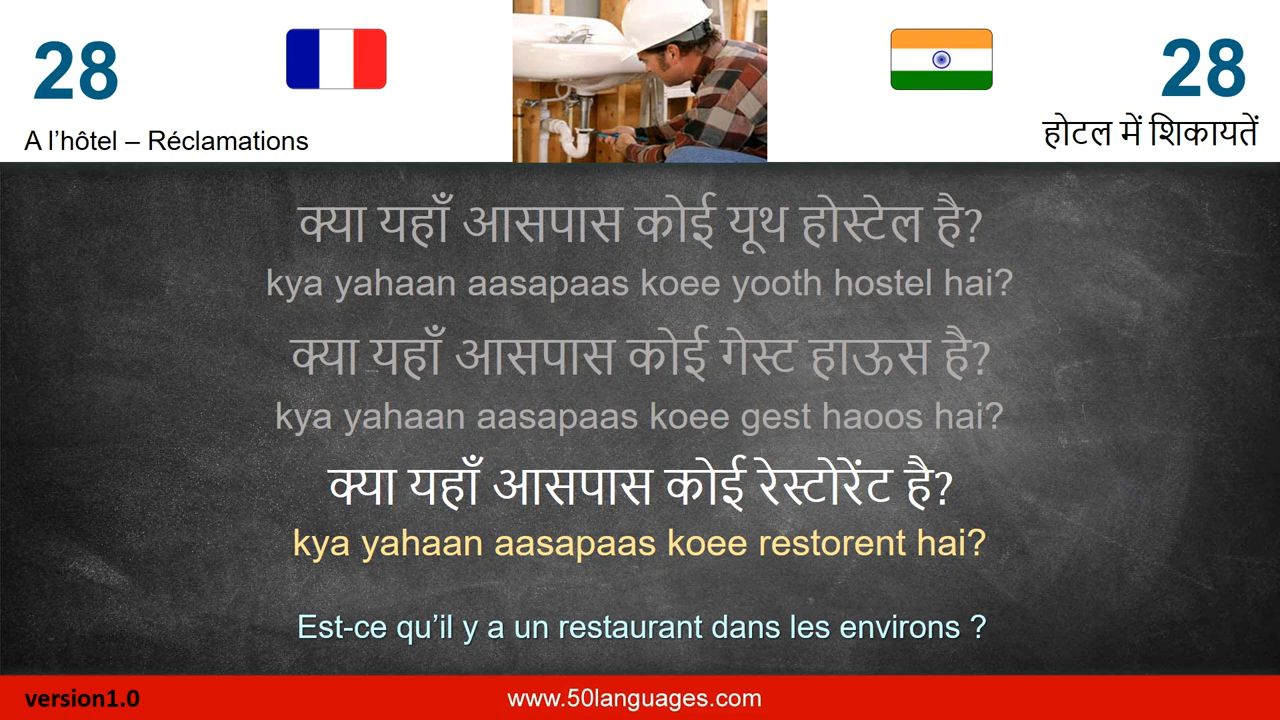 28
A l’hôtel – Réclamations
28
होटल में शिकायतें
क्या यहाँ आसपास कोई यूथ होस्टेल है?
kya yahaan aasapaas koee yooth hostel hai?
क्या यहाँ आसपास कोई गेस्ट हाऊस है?
kya yahaan aasapaas koee gest haoos hai?
क्या यहाँ आसपास कोई रेस्टोरेंट है?
kya yahaan aasapaas koee restorent hai?
Est-ce qu’il y a un restaurant dans les environs ?
version1.0
www.50languages.com